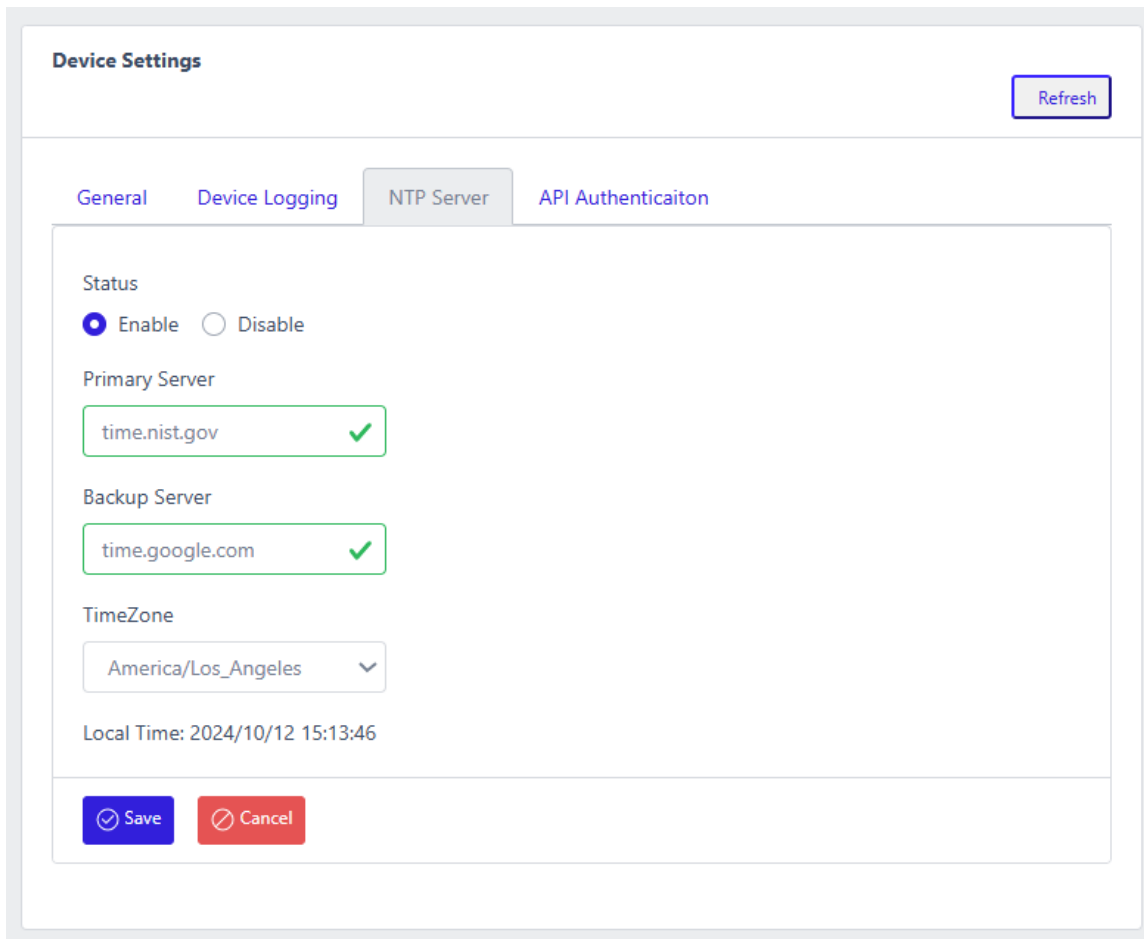 Device Settings
Refresh
General Device Logging NTP Server API Authenticaiton
Status
Enable Disable
Primary Server
time.nist.gov
Backup Server
time.google.com
TimeZone
America/Los_Angeles
Local Time: 2024/10/12 15:13:46
Save Cancel